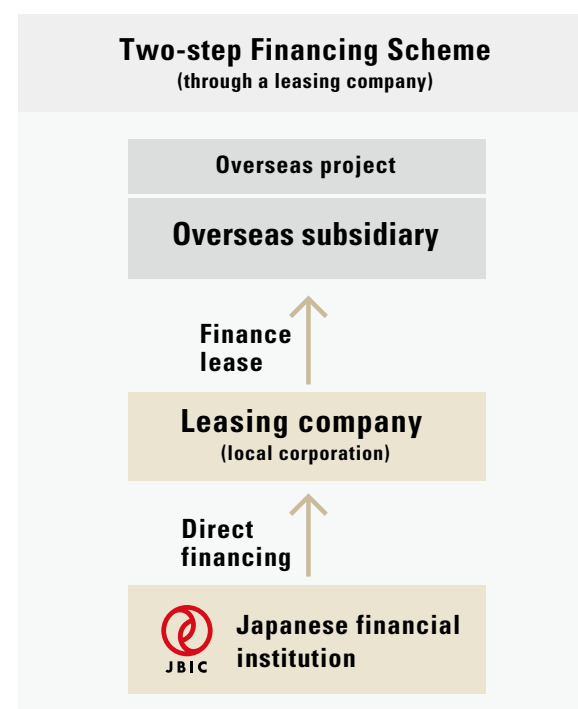 Two-step Financing Scheme
(through a leasing company)
Overseas project
Overseas subsidiary
Finance
lease
Leasing company
(local corporation)
Direct
financing
JBIC
Japanese financial
institution